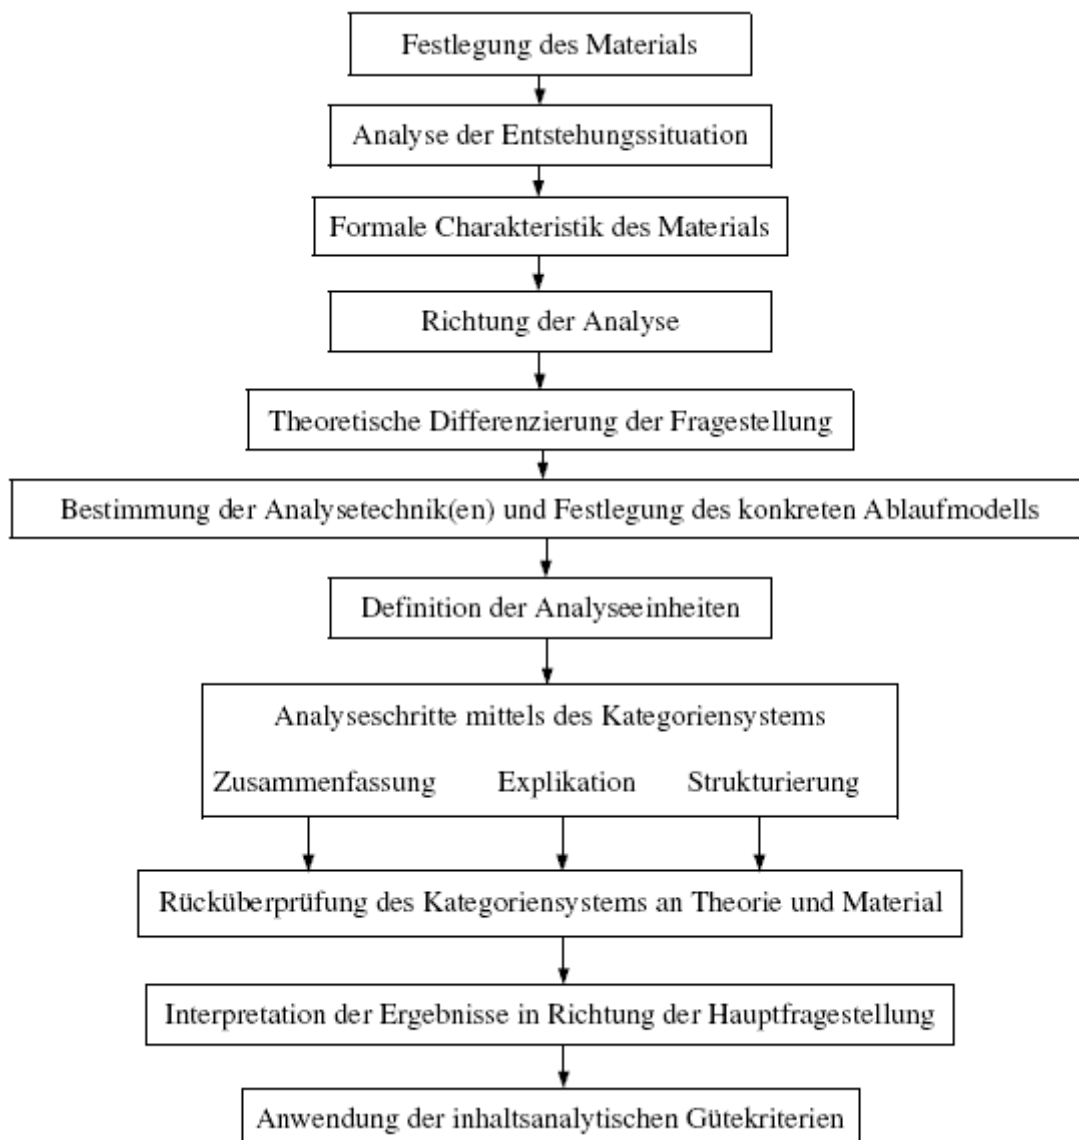 Festlegung des Materials
Analyse der Entstehungssituation
Formale Charakteristik des Materials
Richtung der Analyse
Theoretische Differenzierung der Fragestellung
Bestimmung der Analysetechnik(en) und Festlegung des konkreten Ablaufmodells
Definition der Analyseeinheiten
Analyseschritte mittels des Kategoriensystems
Zusammenfassung Explikation Strukturierung
Rücküberprüfung des Kategoriensystems an Theorie und Material
Interpretation der Ergebnisse in Richtung der Hauptfragestellung
Anwendung der inhaltsanalytischen Gütekriterien